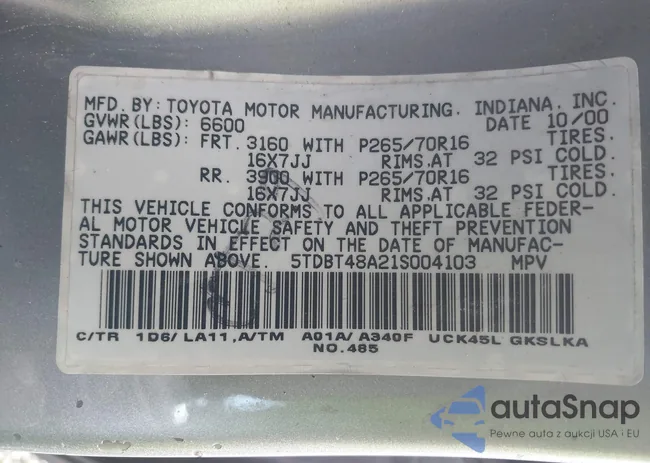 MFD. BY: TOYOTA MOTOR MANUFACTURING. INDIANA. INC.
GVWR(LBS): 6600 DATE 10/00
GAWR(LBS): FRT. 3160 WITH P265/70R16 TIRES.
16X7JJ RIMS.AT 32 PSI COLD.
RR. 3900 WITH P265/70R16 TIRES.
16X7JJ RIMS.AT 32 PSI COLD.
THIS VEHICLE CONFORMS TO ALL APPLICABLE FEDER-
AL MOTOR VEHICLE SAFETY AND THEFT PREVENTION
STANDARDS IN EFFECT ON THE DATE OF MANUFAC-
TURE SHOWN ABOVE. 5TDBT48A21S004103 MPV
C/TR 1D6/ LA11,A/TM A01A/ A340F UCK45L GKSLKA
NO.485
autaSnap
Pewne auta z aukcji USA i EU